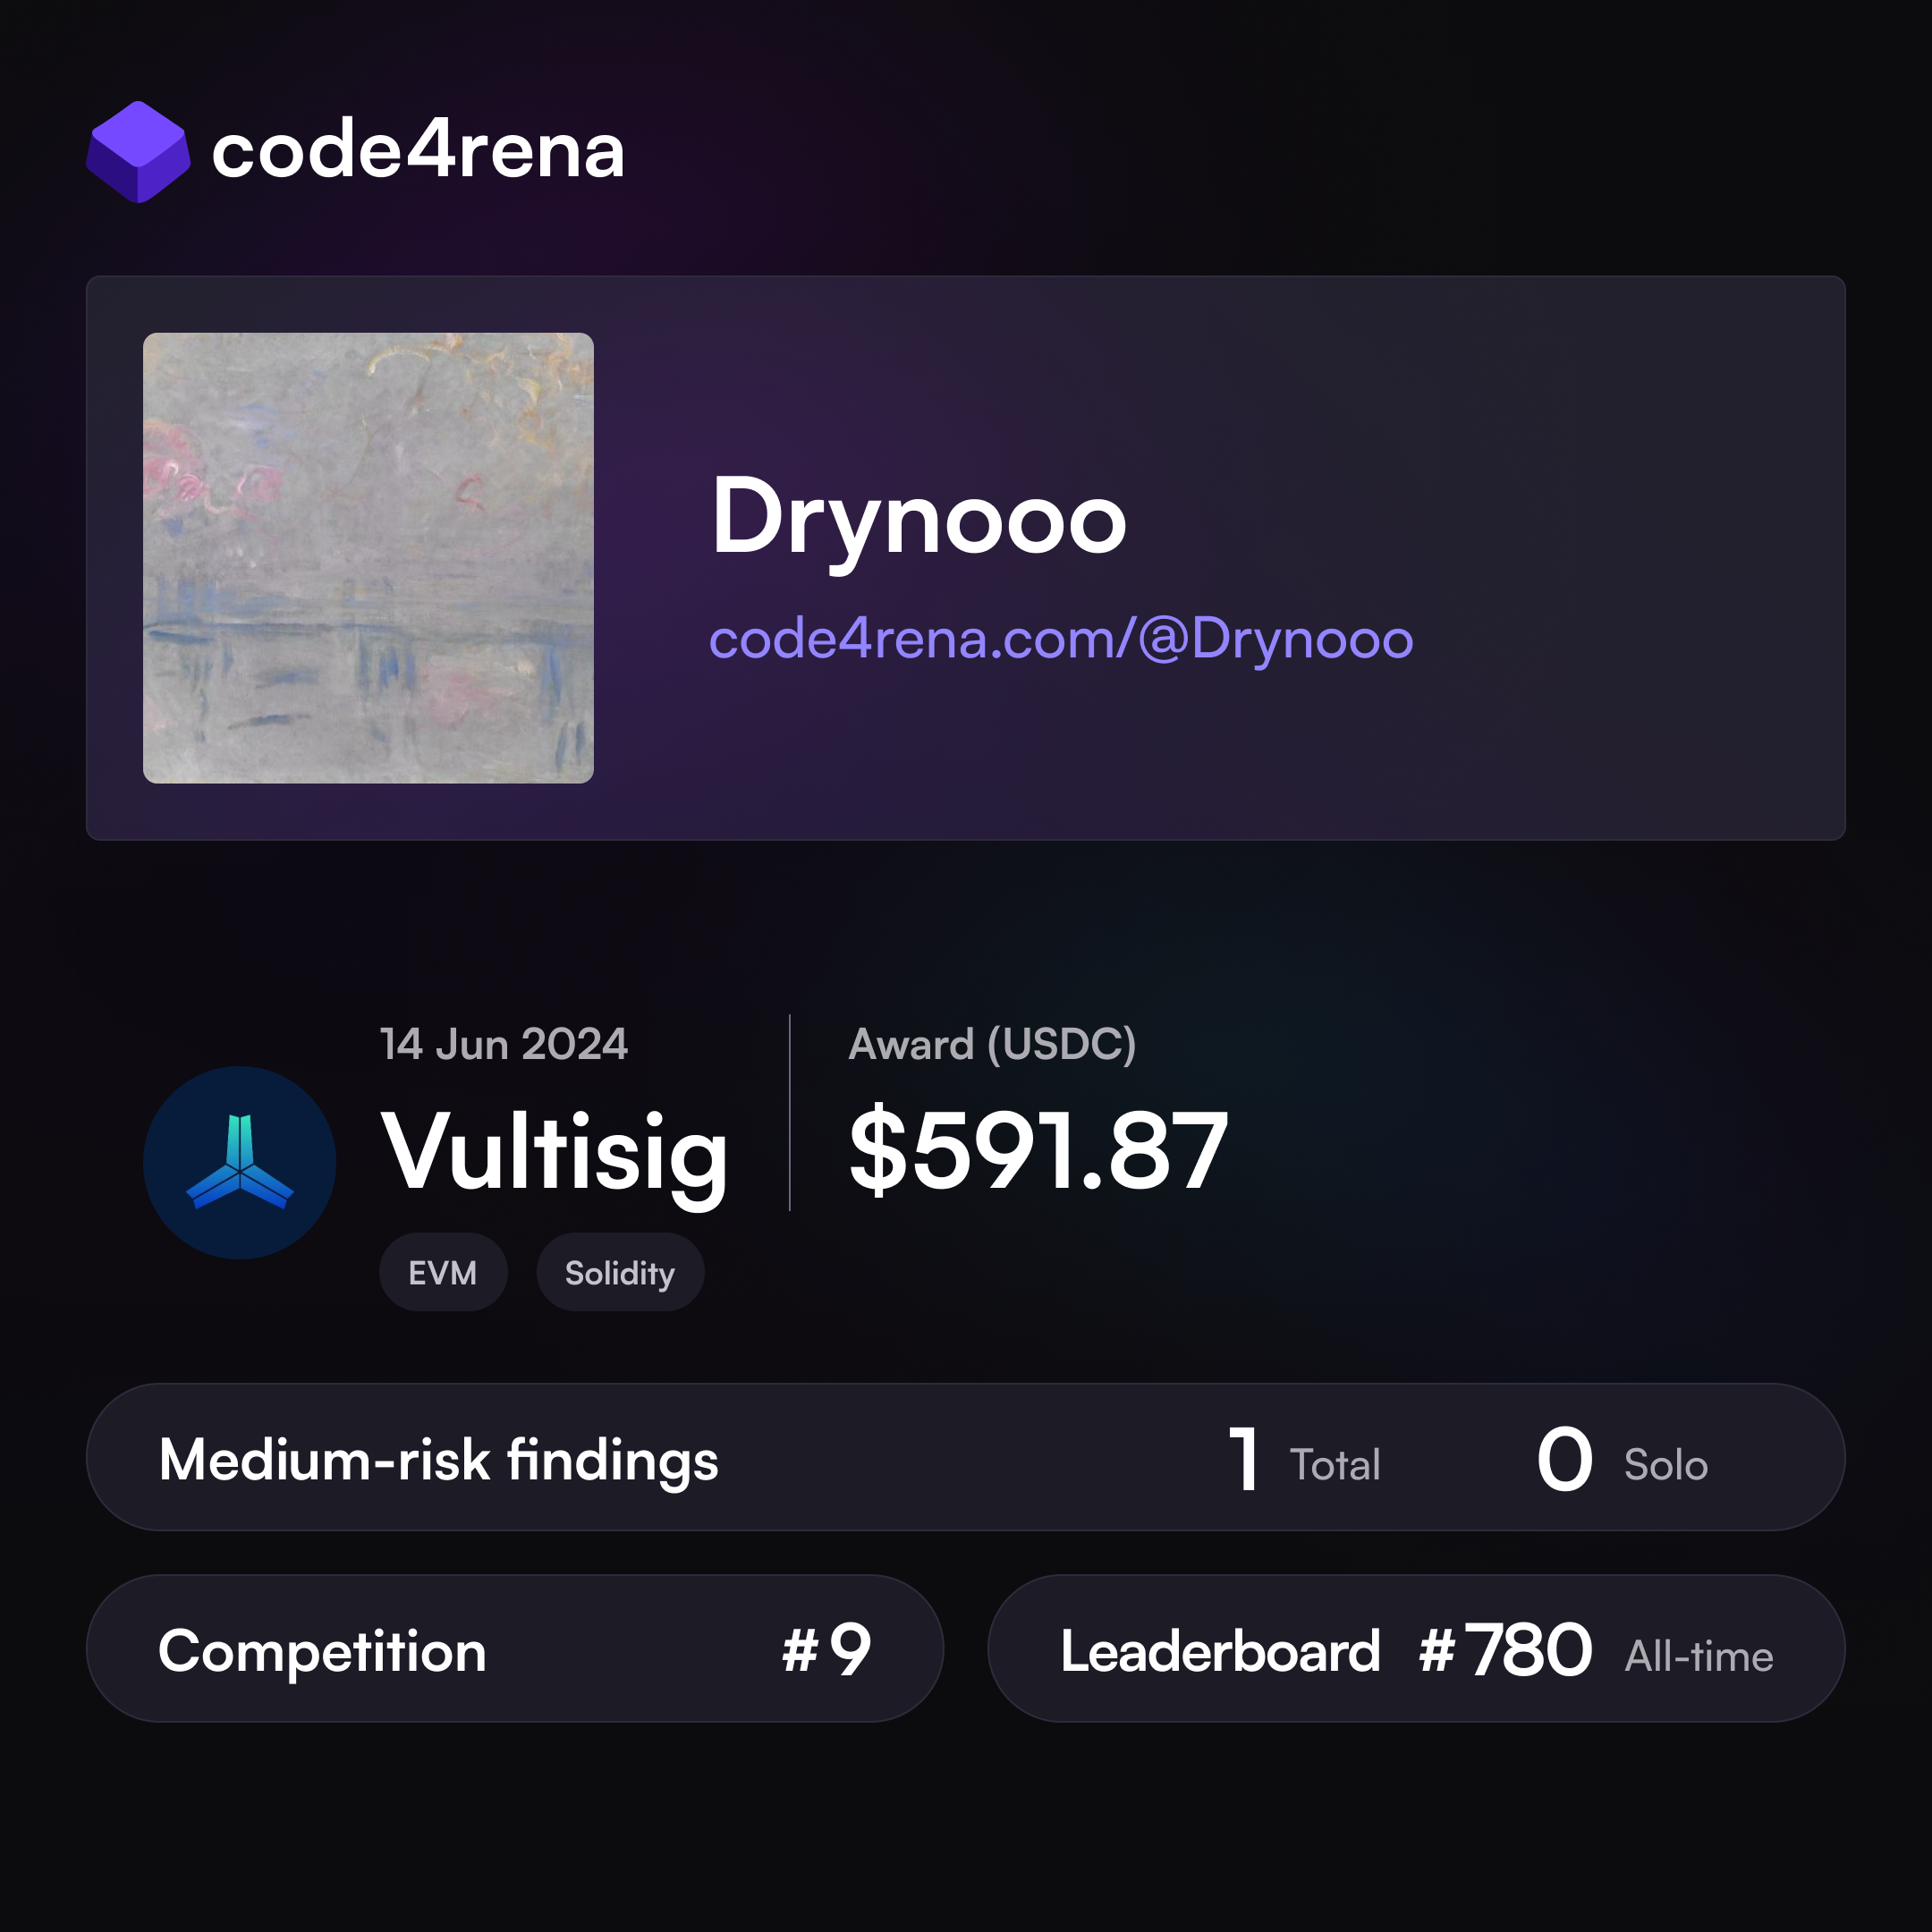 code4rena
Drynooo
code4rena.com/@Drynooo
14 Jun 2024
Vultisig
EVM Solidity
Award (USDC)
$591.87
Medium-risk findings 1 Total 0 Solo
Competition #9
Leaderboard #780 All-time